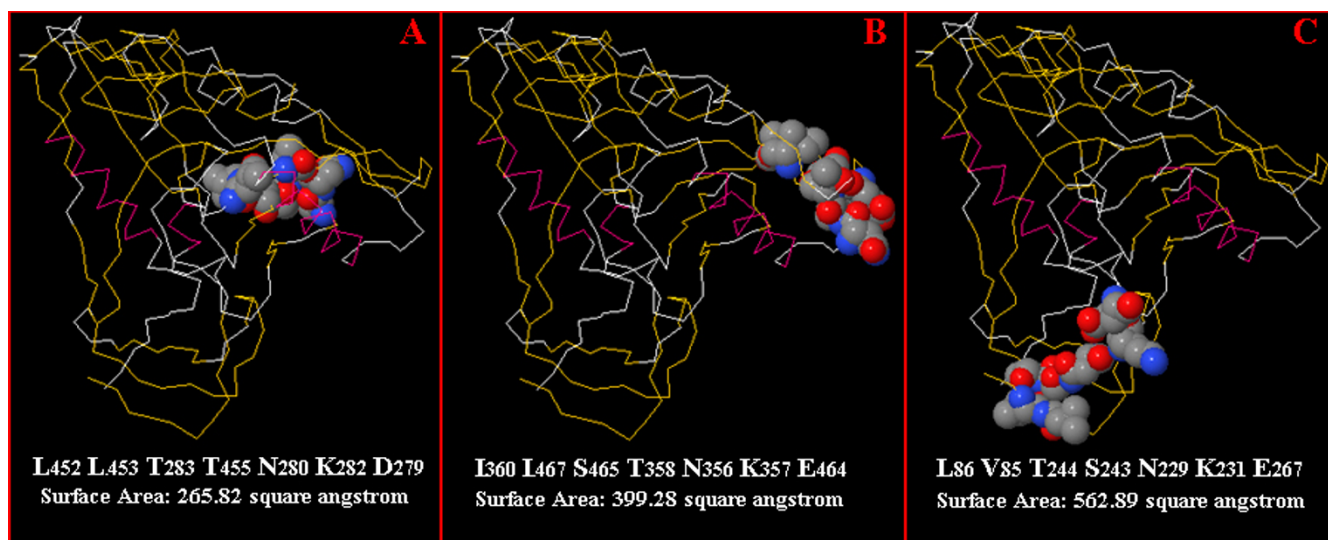 A
B
C
L452 L453 T283 T455 N280 K282 D279
Surface Area: 265.82 square angstrom
I360 I467 S465 T358 N356 K357 E464
Surface Area: 399.28 square angstrom
L86 V85 T244 S243 N229 K231 E267
Surface Area: 562.89 square angstrom